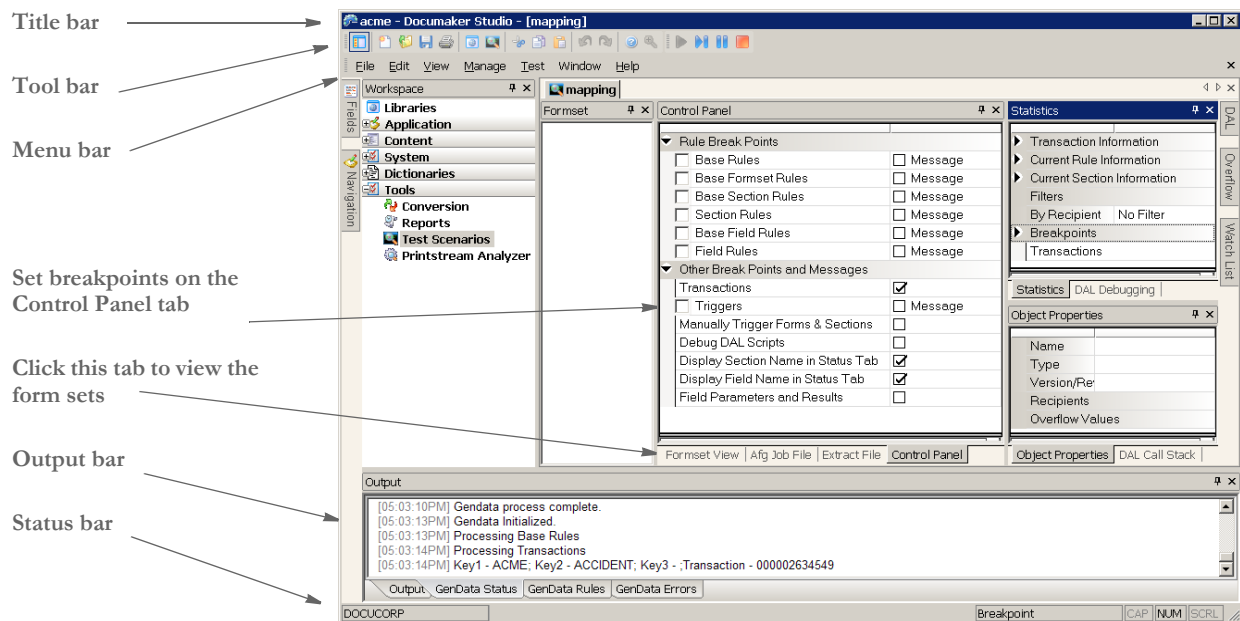 Title bar
Tool bar
Menu bar
Set breakpoints on the
Control Panel tab
Click this tab to view the
form sets
Output bar
Status bar
acme - Documaker Studio - [mapping]
File Edit View Manage Test Window Help
Fields
Navigation
Workspace
Libraries
Application
Content
System
Dictionaries
Tools
Conversion
Reports
Test Scenarios
Printstream Analyzer
mapping
Formset
Control Panel
Rule Break Points
Base Rules Message
Base Formset Rules Message
Base Section Rules Message
Section Rules Message
Base Field Rules Message
Field Rules Message
Other Break Points and Messages
Transactions
Triggers Message
Manually Trigger Forms & Sections
Debug DAL Scripts
Display Section Name in Status Tab
Display Field Name in Status Tab
Field Parameters and Results
Formset View Afg Job File Extract File Control Panel
Statistics
Transaction Information
Current Rule Information
Current Section Information
Filters
By Recipient No Filter
Breakpoints
Transactions
Statistics DAL Debugging
Object Properties
Name
Type
Version/Re
Recipients
Overflow Values
Object Properties DAL Call Stack
DAL
Overflow
Watch List
Output
[05:03:10PM] Gendata process complete.
[05:03:13PM] Gendata Initialized.
[05:03:13PM] Processing Base Rules
[05:03:14PM] Processing Transactions
[05:03:14PM] Key1 - ACME; Key2 - ACCIDENT; Key3 - ;Transaction - 000002634549
Output GenData Status GenData Rules GenData Errors
DOCUCORP Breakpoint CAP NUM SCRL